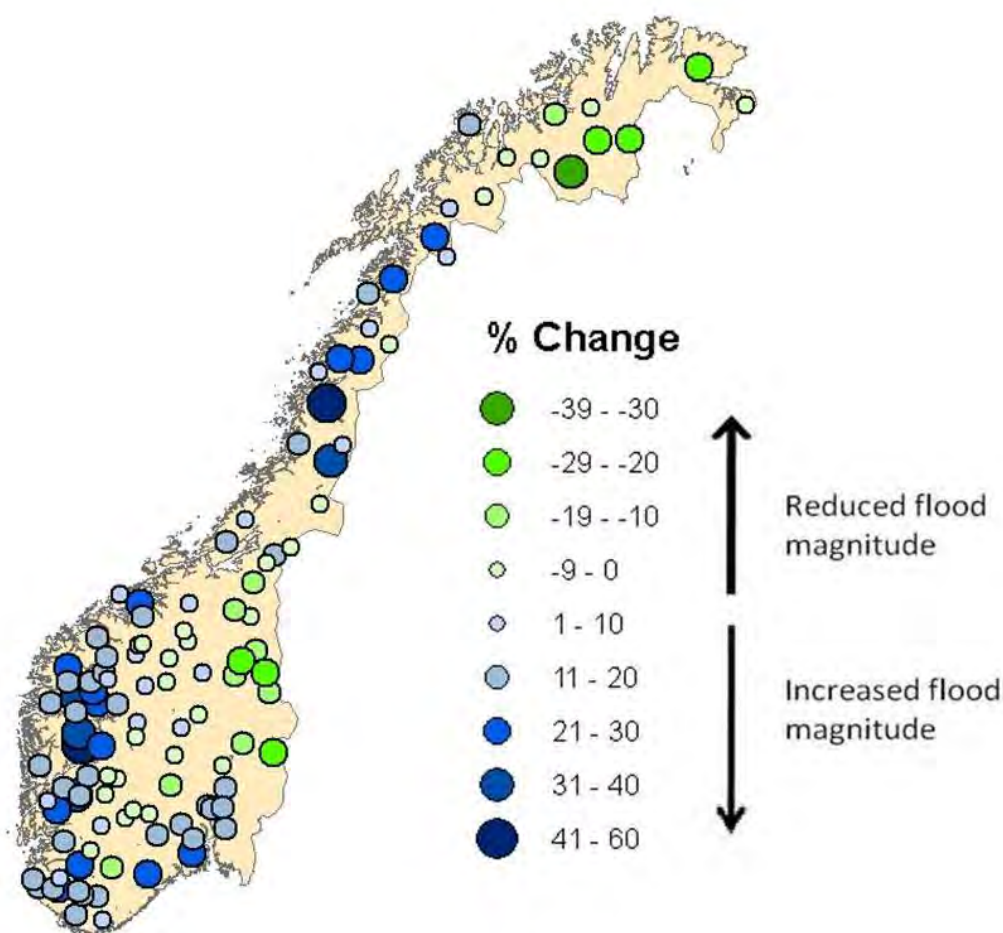 % Change
-39 - -30
-29 - -20
-19 - -10
-9 - 0
1 - 10
11 - 20
21 - 30
31 - 40
41 - 60
Reduced flood
magnitude
Increased flood
magnitude